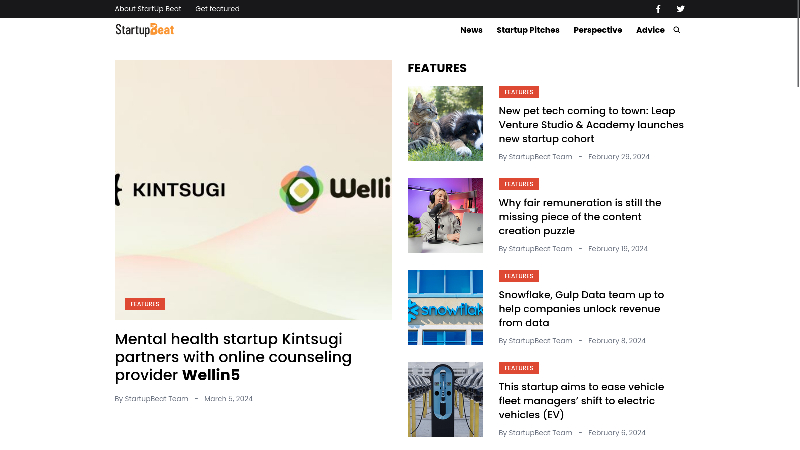 About StartUp Beat Get featured
StartupBeat
News Startup Pitches Perspective Advice
KINTSUGI Welli
FEATURES
Mental health startup Kintsugi
partners with online counseling
provider Wellin5
By StartupBeat Team - March 5, 2024
FEATURES
FEATURES
New pet tech coming to town: Leap
Venture Studio & Academy launches
new startup cohort
By StartupBeat Team - February 29, 2024
FEATURES
Why fair remuneration is still the
missing piece of the content
creation puzzle
By StartupBeat Team - February 16, 2024
snowflak
FEATURES
Snowflake, Gulp Data team up to
help companies unlock revenue
from data
By StartupBeat Team - February 8, 2024
FEATURES
This startup aims to ease vehicle
fleet managers’ shift to electric
vehicles (EV)
By StartupBeat Team - February 6, 2024